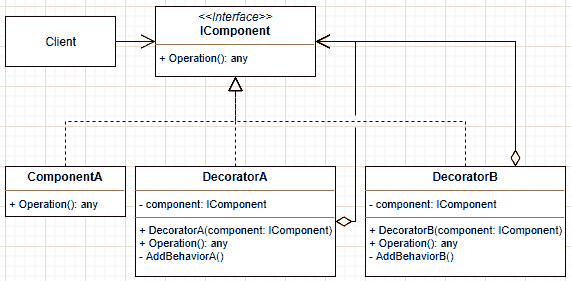 Client
<<Interface>>
IComponent
+ Operation(): any
ComponentA
+ Operation(): any
DecoratorA
- component: IComponent
+ DecoratorA(component: IComponent)
+ Operation(): any
- AddBehaviorA()
DecoratorB
- component: IComponent
+ DecoratorB(component: IComponent)
+ Operation(): any
- AddBehaviorB()